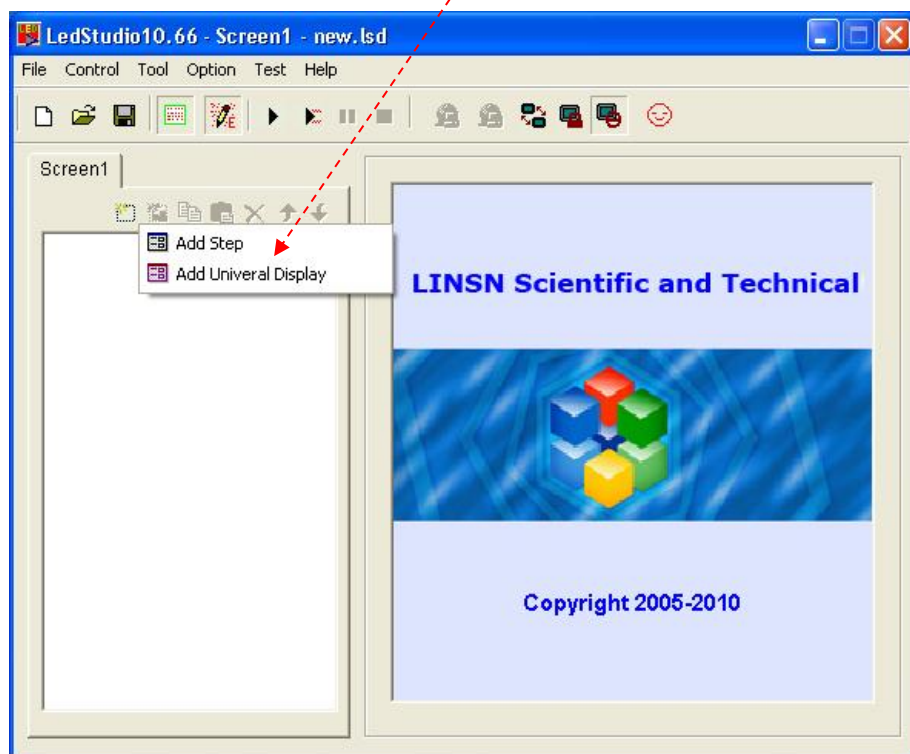 LedStudio10.66 - Screen1 - new.lsd
File Control Tool Option Test Help
Screen1
Add Step
Add Univeral Display
LINSN Scientific and Technical
Copyright 2005-2010